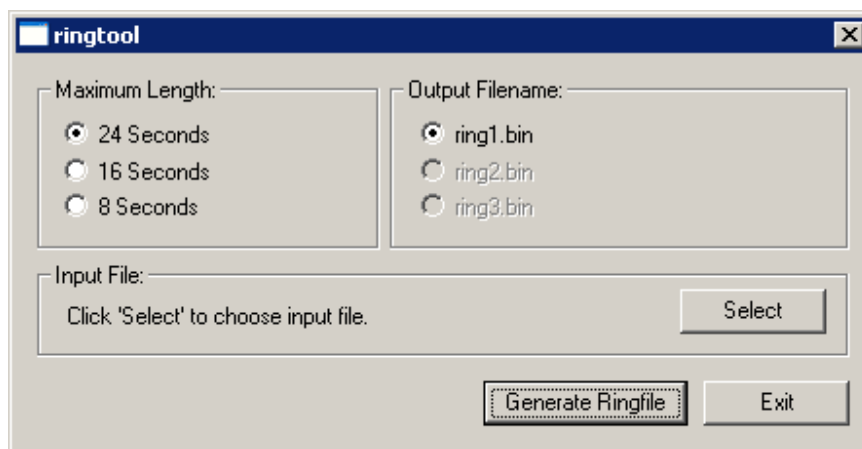 ringtool
Maximum Length:
24 Seconds
16 Seconds
8 Seconds
Output Filename:
ring1.bin
ring2.bin
ring3.bin
Input File:
Click 'Select' to choose input file.
Select
Generate Ringfile
Exit